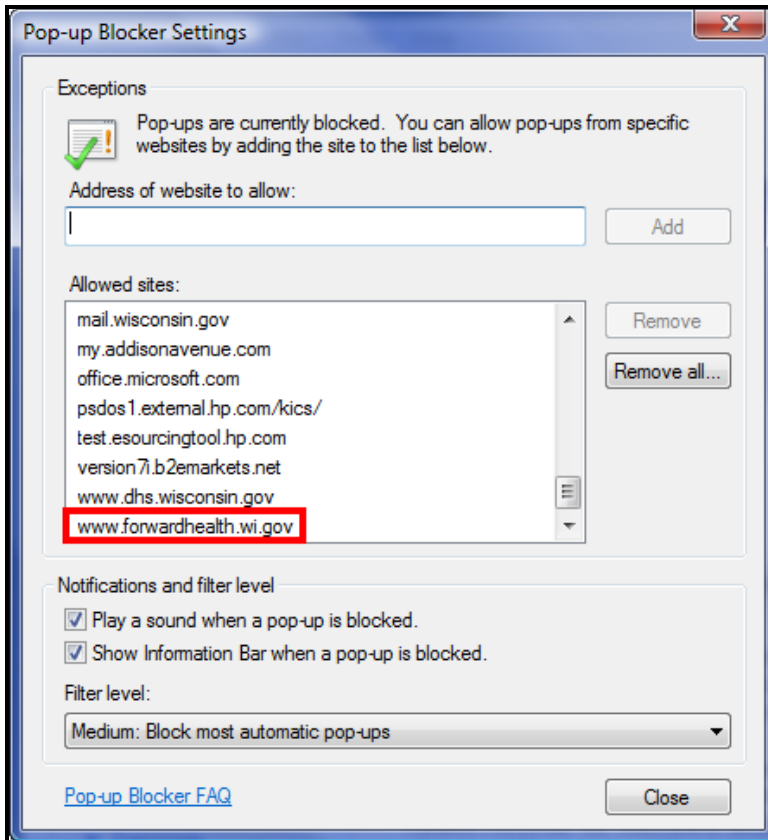 Pop-up Blocker Settings
Exceptions
Pop-ups are currently blocked. You can allow pop-ups from specific
websites by adding the site to the list below.
Address of website to allow:
Add
Allowed sites:
mail.wisconsin.gov
my.addisonavenue.com
office.microsoft.com
psdos1.external.hp.com/kics/
test.esourcingtool.hp.com
version7i.b2emarkets.net
www.dhs.wisconsin.gov
www.forwardhealth.wi.gov
Remove
Remove all...
Notifications and filter level
Play a sound when a pop-up is blocked.
Show Information Bar when a pop-up is blocked.
Filter level:
Medium: Block most automatic pop-ups
Pop-up Blocker FAQ
Close